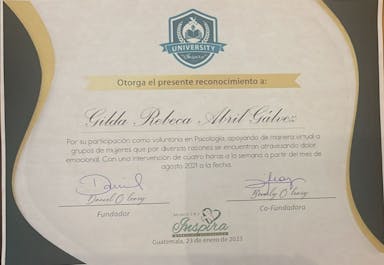 UNIVERSITY
"Inspira"
Otorga el presente reconocimiento a:
Gilda Rebeca Abril Gálvez
Por su participación como voluntaria en Psicología, apoyando de manera virtual a
grupos de mujeres que por diversas razones se encuentran atravesando dolor
emocional. Con una intervención de cuatro horas a la semana a partir del mes de
agosto 2021 a la fecha.
Daniel O'leary
Fundador
O'leary
Co-Fundadora
Inspira
Guatemala, 23 de enero de 2023